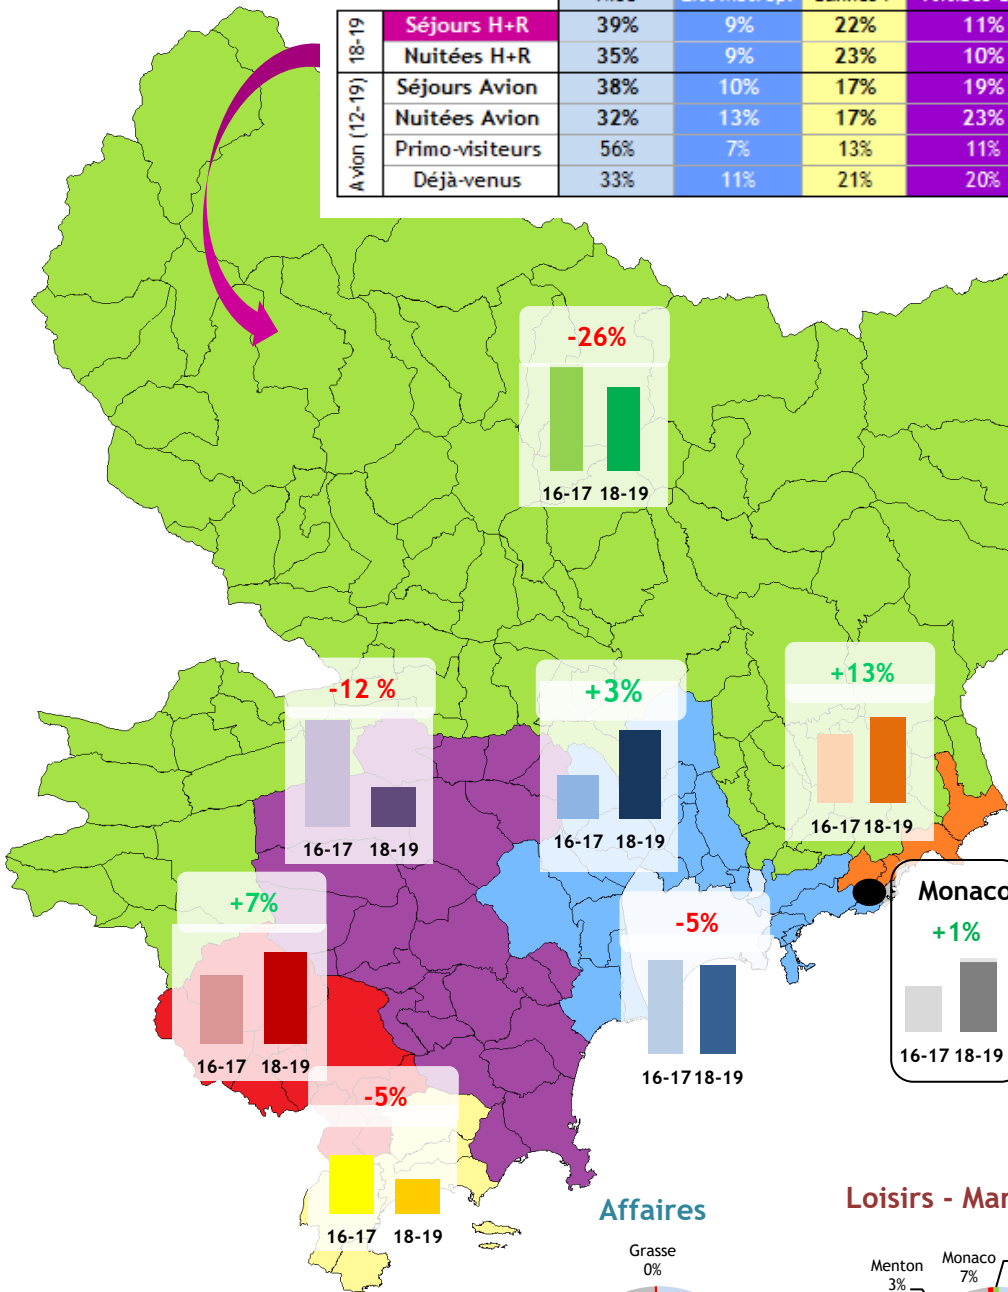 18-19
Séjours H+R 39% 9% 22% 11%
Nuitées H+R 35% 9% 23% 10%
Avion (12-19)
Séjours Avion 38% 10% 17% 19%
Nuitées Avion 32% 13% 17% 23%
Primo-visiteurs 56% 7% 13% 11%
Déjà-venus 33% 11% 21% 20%
-26%
16-17 18-19
-12 %
16-17 18-19
+3%
16-17 18-19
+13%
16-17 18-19
+7%
16-17 18-19
-5%
16-17 18-19
Monaco
+1%
16-17 18-19
-5%
16-17 18-19
Affaires
Grasse
0%
Loisirs - Mar
Menton
3%
Monaco
7%